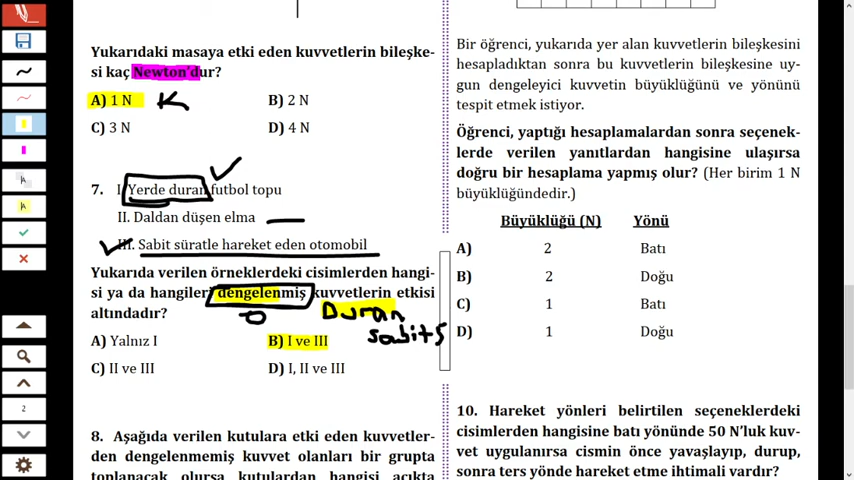 Yukarıdaki masaya etki eden kuvvetlerin bileşke-
si kaç Newton'dur?
A) 1 N K
B) 2 N
C) 3 N
D) 4 N
7. I. Yerde duran futbol topu
II. Daldan düşen elma
III. Sabit süratle hareket eden otomobil
Yukarıda verilen örneklerdeki cisimlerden hangi-
si ya da hangileri dengelenmiş kuvvetlerin etkisi
altındadır?
0
Duran
sabit s
A) Yalnız I
B) I ve III
C) II ve III
D) I, II ve III
8. Aşağıda verilen kutulara etki eden kuvvetler-
den dengelenmemiş kuvvet olanları bir grupta
toplanacak olursa kutulardan hangisi açıkta
Bir öğrenci, yukarıda yer alan kuvvetlerin bileşkesini
hesapladıktan sonra bu kuvvetlerin bileşkesine uy-
gun dengeleyici kuvvetin büyüklüğünü ve yönünü
tespit etmek istiyor.
Öğrenci, yaptığı hesaplamalardan sonra seçenek-
lerde verilen yanıtlardan hangisine ulaşırsa
doğru bir hesaplama yapmış olur? (Her birim 1 N
büyüklüğündedir.)
Büyüklüğü (N) Yönü
A) 2 Batı
B) 2 Doğu
C) 1 Batı
D) 1 Doğu
10. Hareket yönleri belirtilen seçeneklerdeki
cisimlerden hangisine batı yönünde 50 N'luk kuv-
vet uygulanırsa cismin önce yavaşlayıp, durup,
sonra ters yönde hareket etme ihtimali vardır?
2